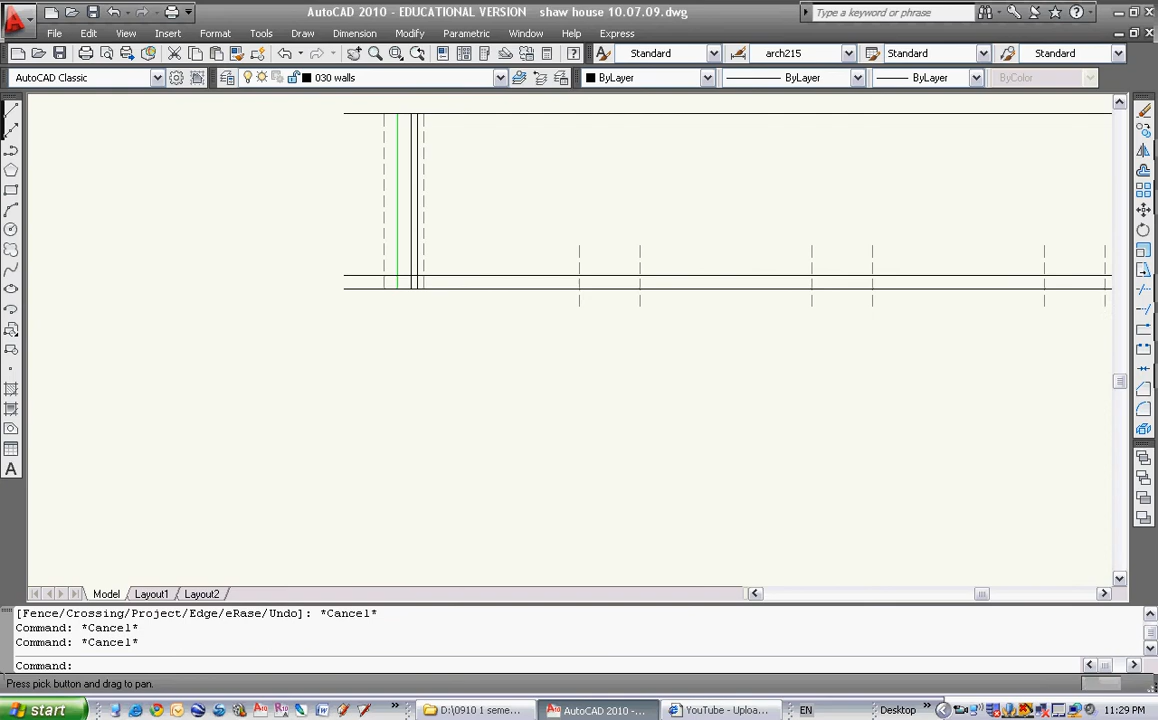 AutoCAD 2010 - EDUCATIONAL VERSION shaw house 10.07.09.dwg Type a keyword or phrase
File Edit View Insert Format Tools Draw Dimension Modify Parametric Window Help Express
Standard arch215 Standard Standard
AutoCAD Classic 030 walls ByLayer ByLayer ByLayer ByColor
A
Model Layout1 Layout2
[Fence/Crossing/Project/Edge/eRase/Undo]: *Cancel*
Command: *Cancel*
Command: *Cancel*
Command:
Press pick button and drag to pan.
start D:\0910 1 seme... AutoCAD 2010 -... YouTube - Uploa... EN Desktop 11:29 PM